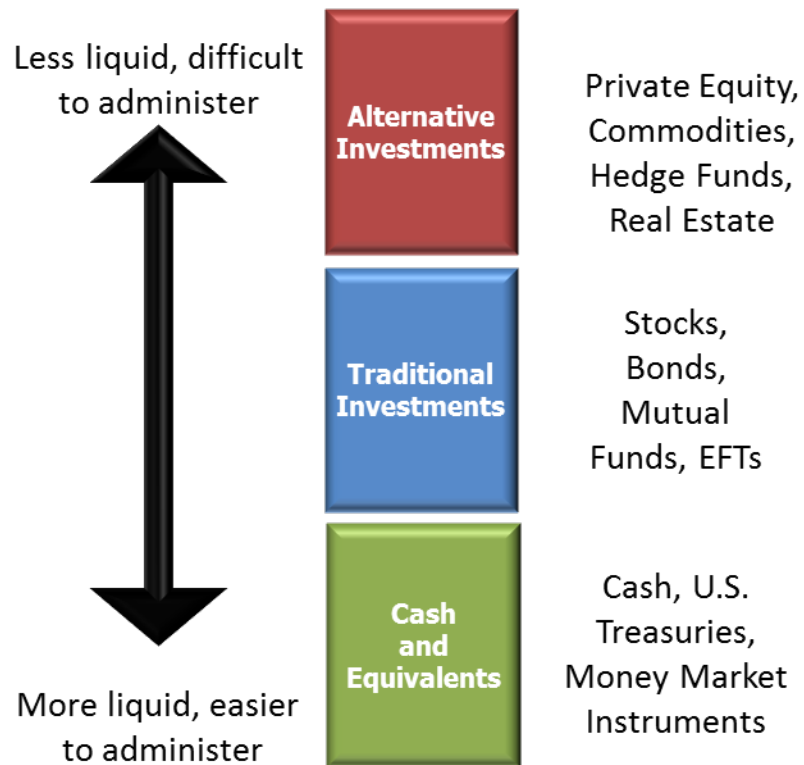 Less liquid, difficult
to administer
Alternative
Investments
Private Equity,
Commodities,
Hedge Funds,
Real Estate
Traditional
Investments
Stocks,
Bonds,
Mutual
Funds, EFTs
Cash
and
Equivalents
Cash, U.S.
Treasuries,
Money Market
Instruments
More liquid, easier
to administer